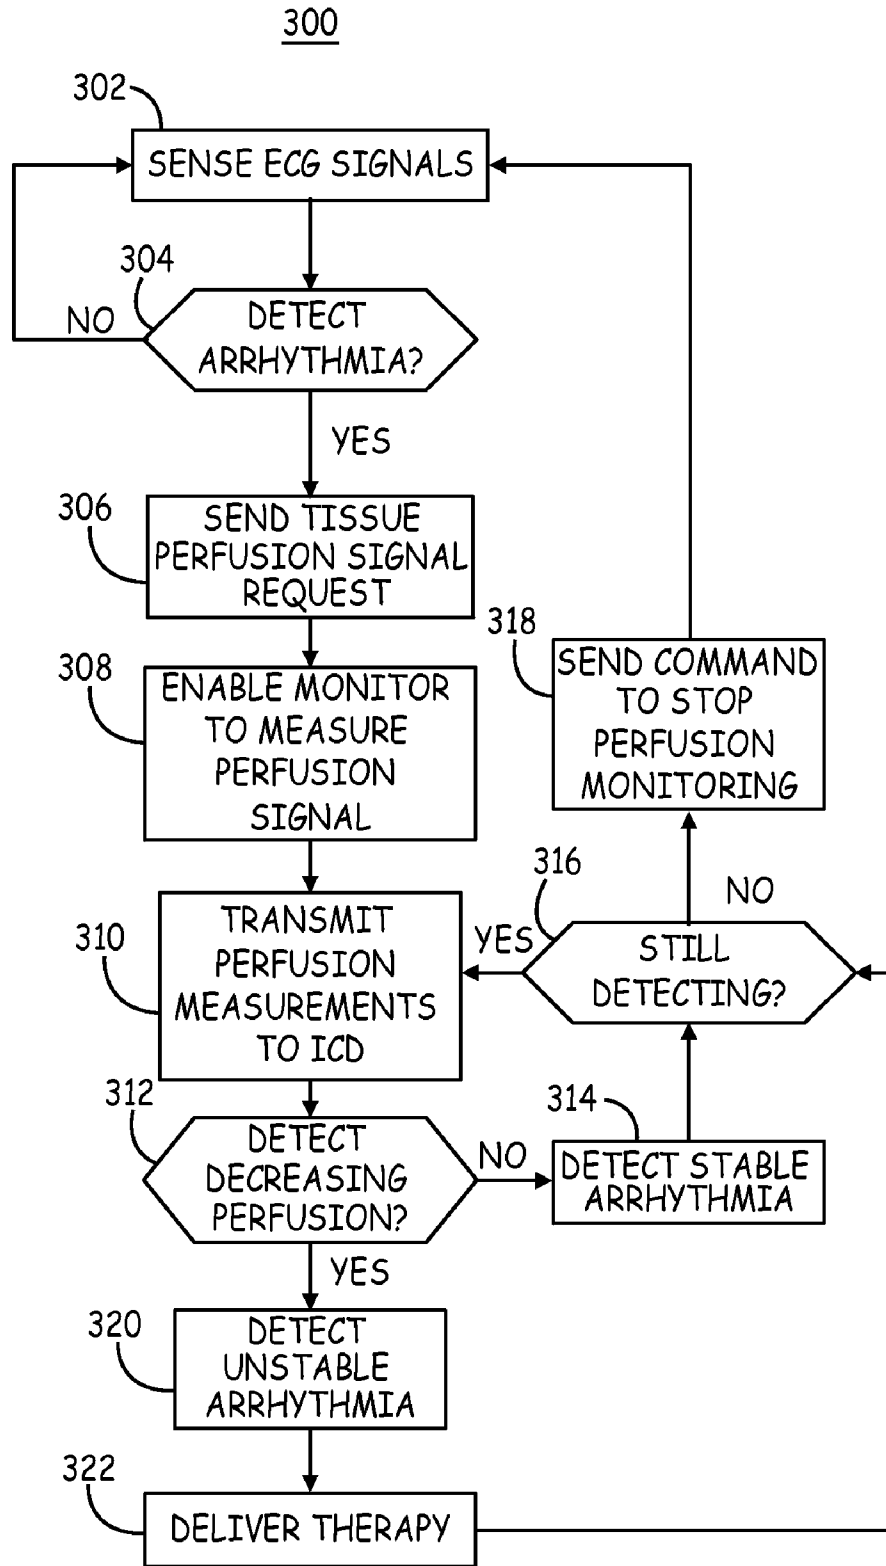 300
302
SENSE ECG SIGNALS
304
NO
DETECT
ARRHYTHMIA?
YES
306
SEND TISSUE
PERFUSION SIGNAL
REQUEST
308
ENABLE MONITOR
TO MEASURE
PERFUSION
SIGNAL
318
SEND COMMAND
TO STOP
PERFUSION
MONITORING
310
TRANSMIT
PERFUSION
MEASUREMENTS
TO ICD
316
NO
YES
STILL
DETECTING?
312
DETECT
DECREASING
PERFUSION?
NO
314
DETECT STABLE
ARRHYTHMIA
YES
320
DETECT
UNSTABLE
ARRHYTHMIA
322
DELIVER THERAPY